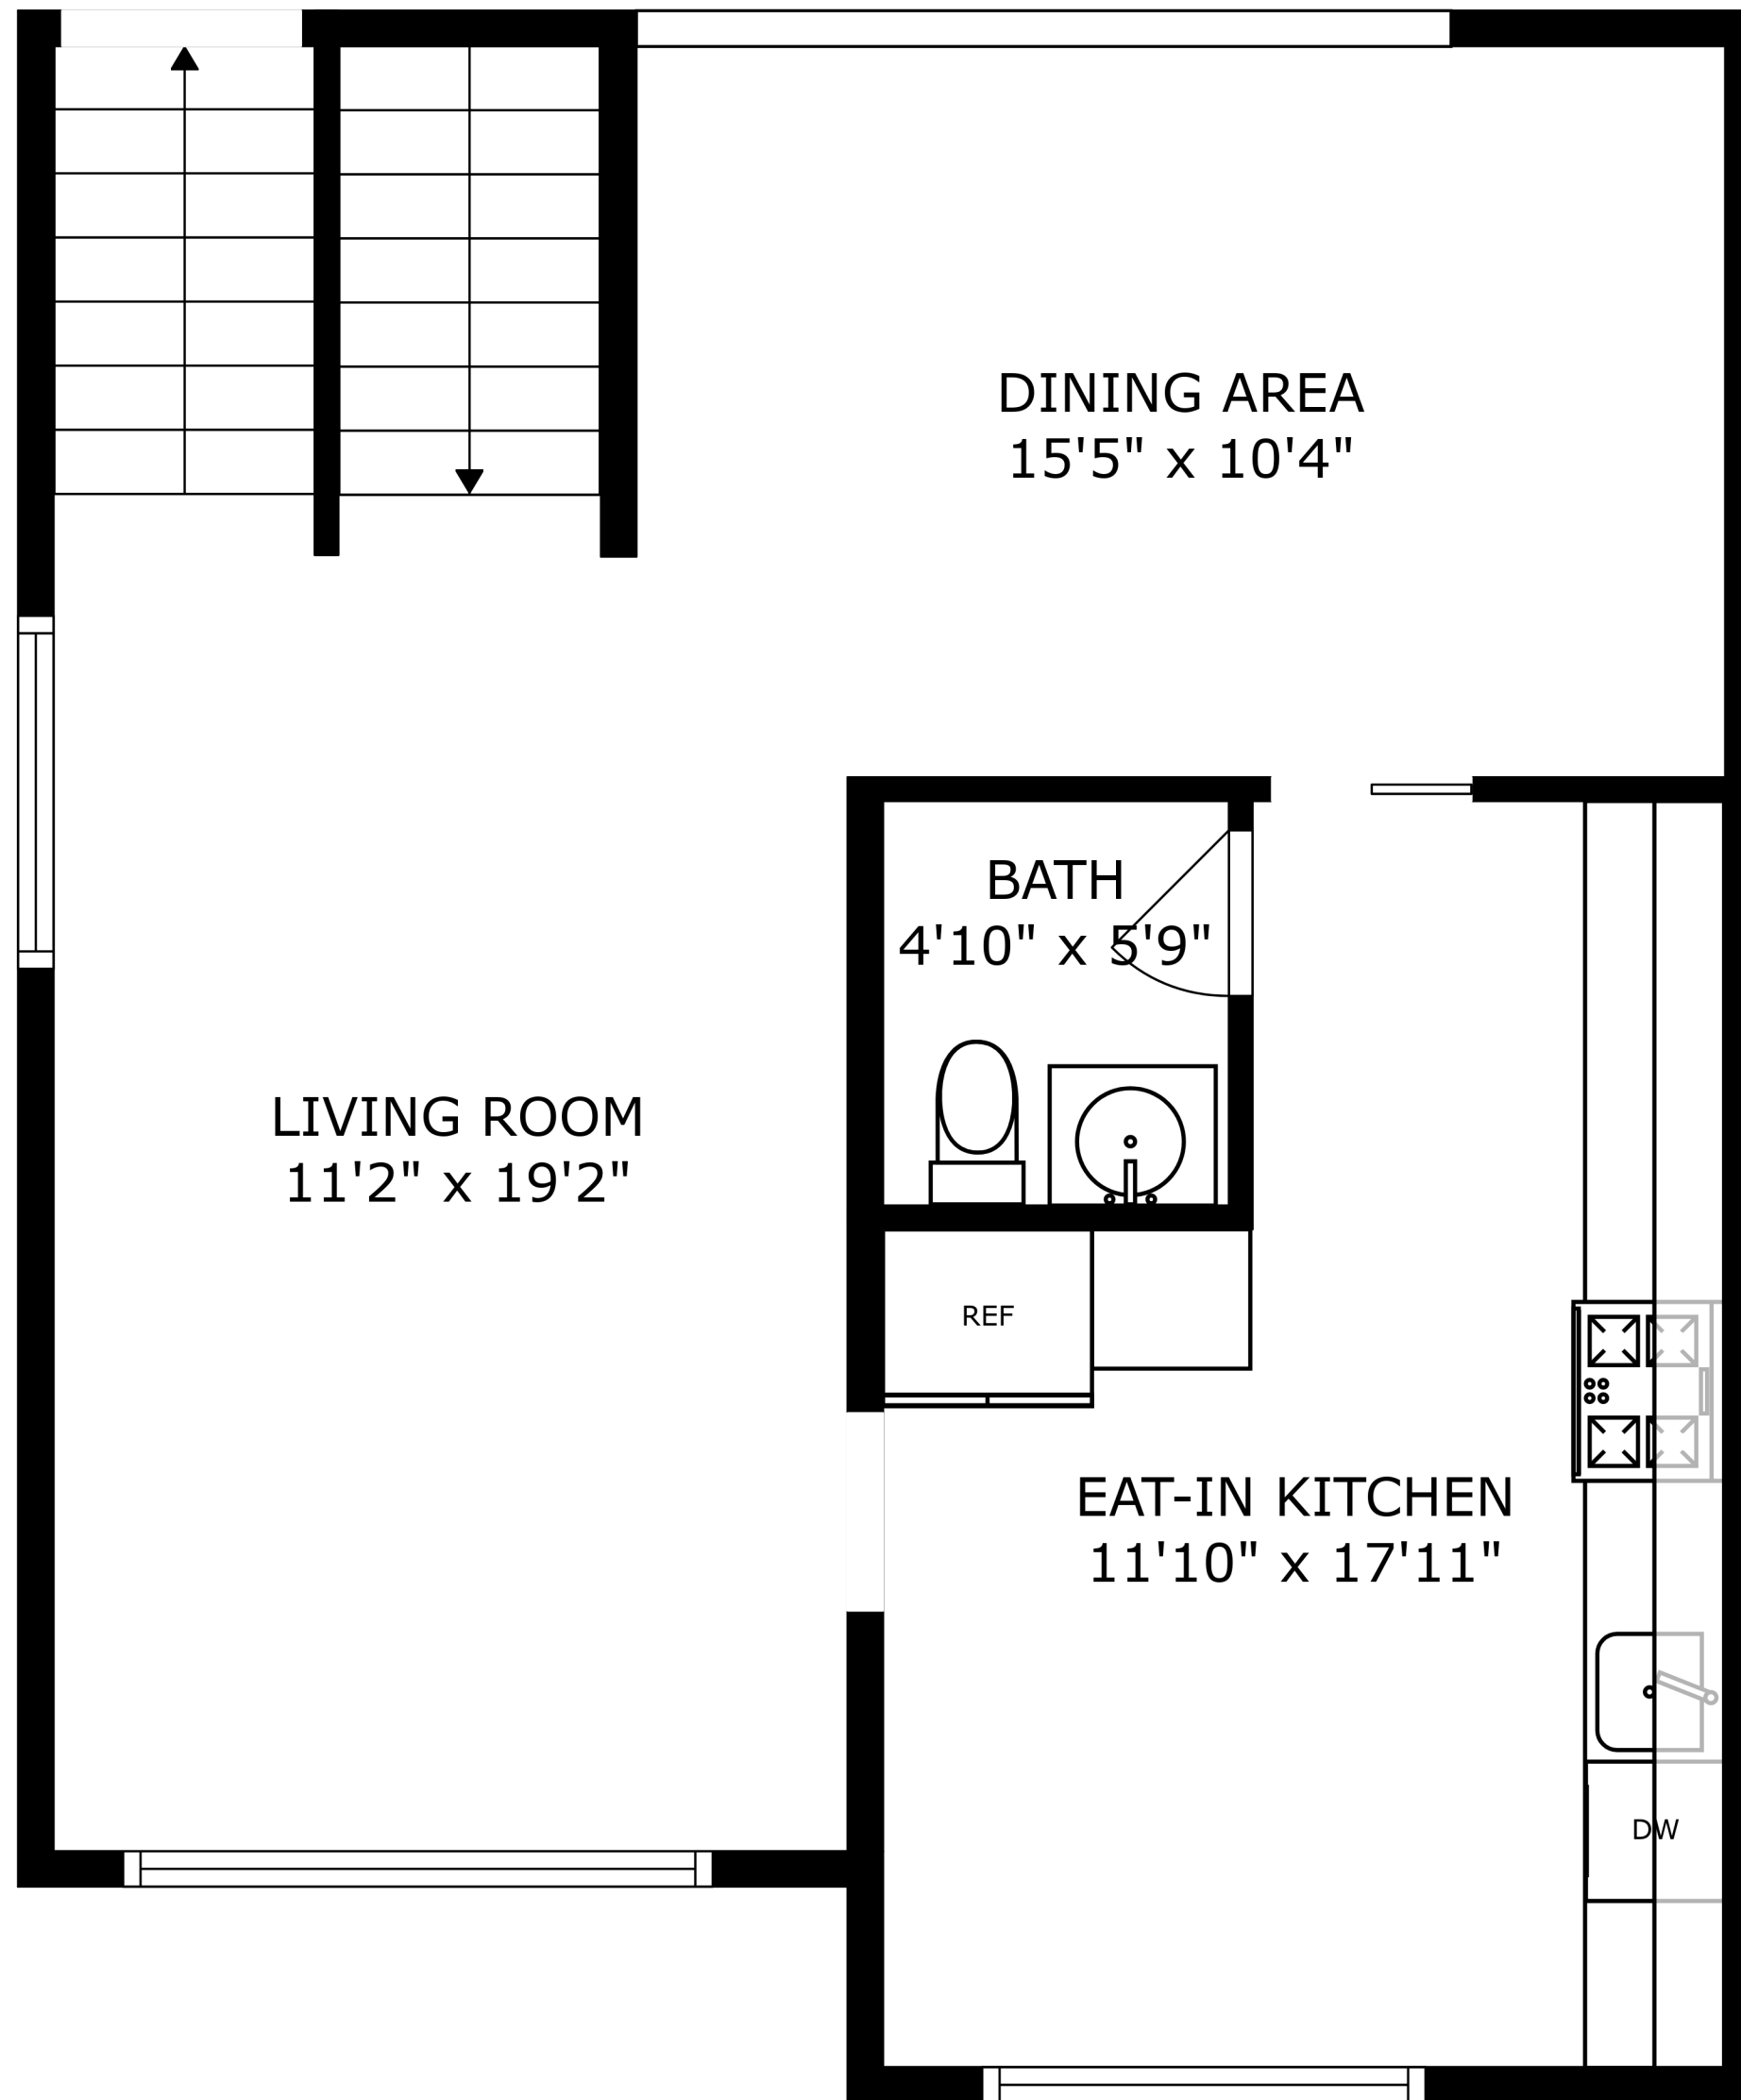 DINING AREA
15'5" x 10'4"
BATH
4'10" x 5'9"
LIVING ROOM
11'2" x 19'2"
REF
EAT-IN KITCHEN
11'10" x 17'11"
DW